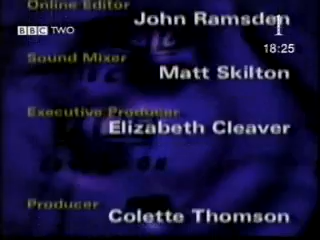 Online Editor
John Ramsden
BBC TWO
1
18:25
Sound Mixer
Matt Skilton
Executive Producer
Elizabeth Cleaver
Producer
Colette Thomson